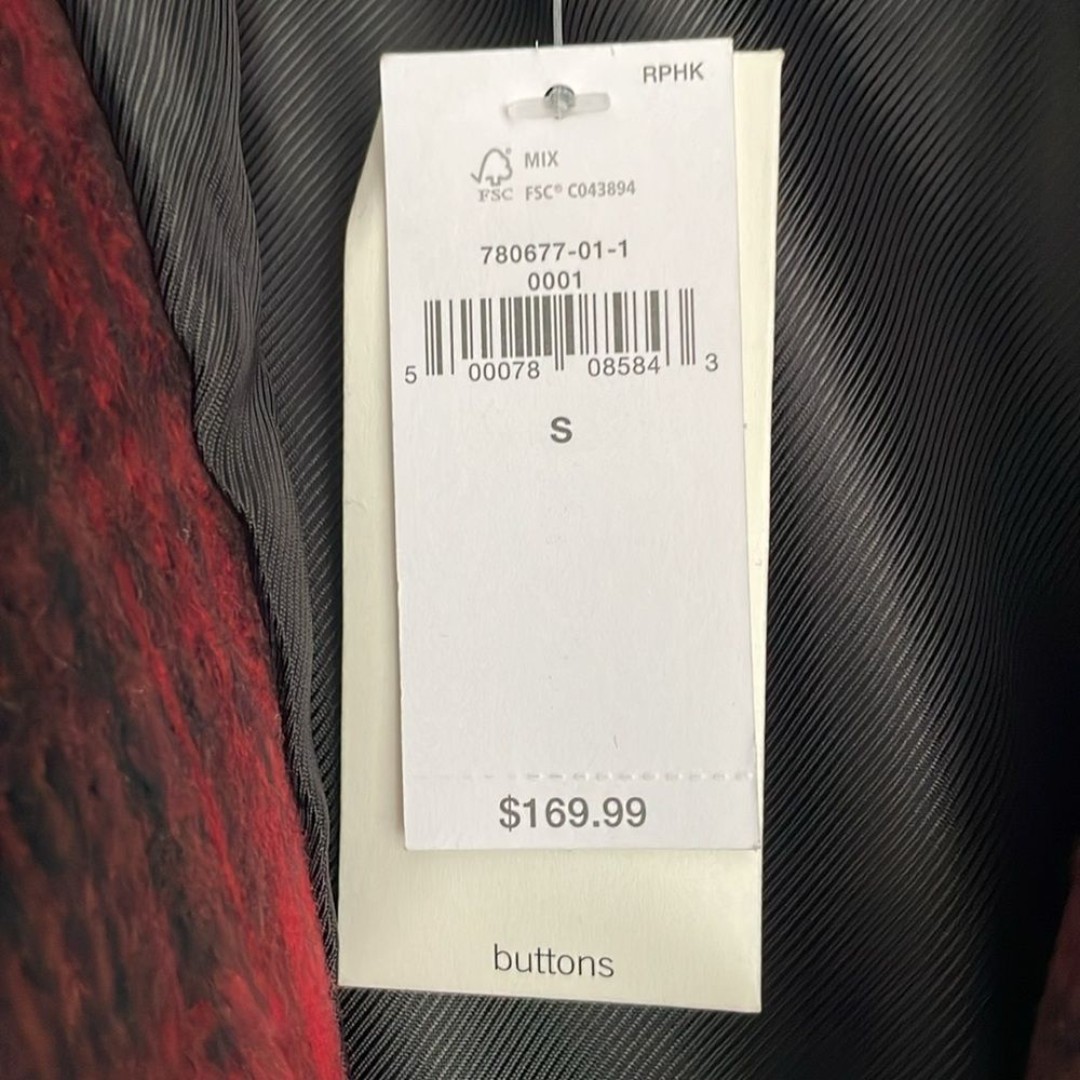 RPHK
MIX
FSC FSC® C043894
780677-01-1
0001
5 00078 08584 3
S
$169.99
buttons